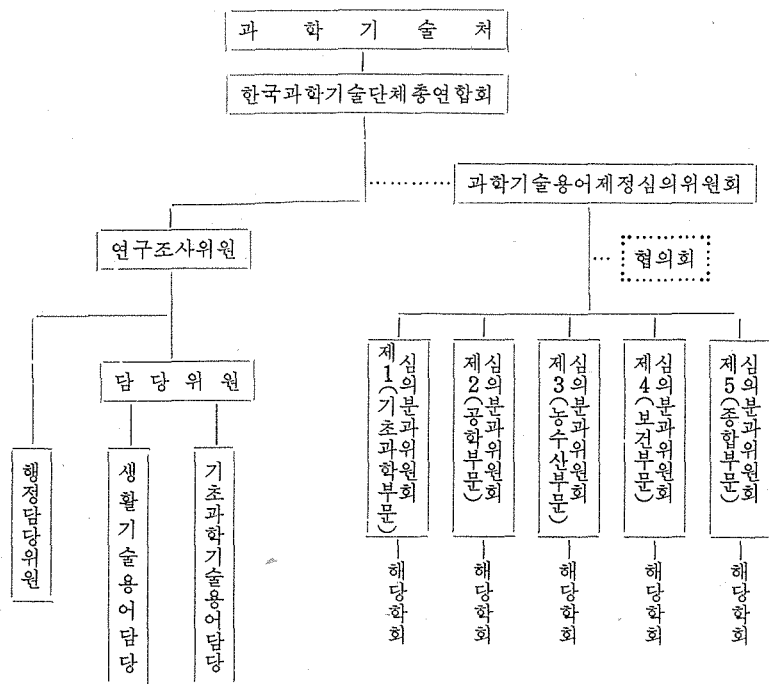 과 학 기 술 처
한국과학기술단체총연합회
과학기술용어제정심의위원회
연구조사위원
협의회
담 당 위 원
행정담당위원
생활기술용어담당
기초과학기술용어담당
제1(기초과학부문)
심의분과위원회
제2(공학부문)
심의분과위원회
제3(농수산부문)
심의분과위원회
제4(보건부문)
심의분과위원회
제5(종합부문)
심의분과위원회
해당학회
해당학회
해당학회
해당학회
해당학회